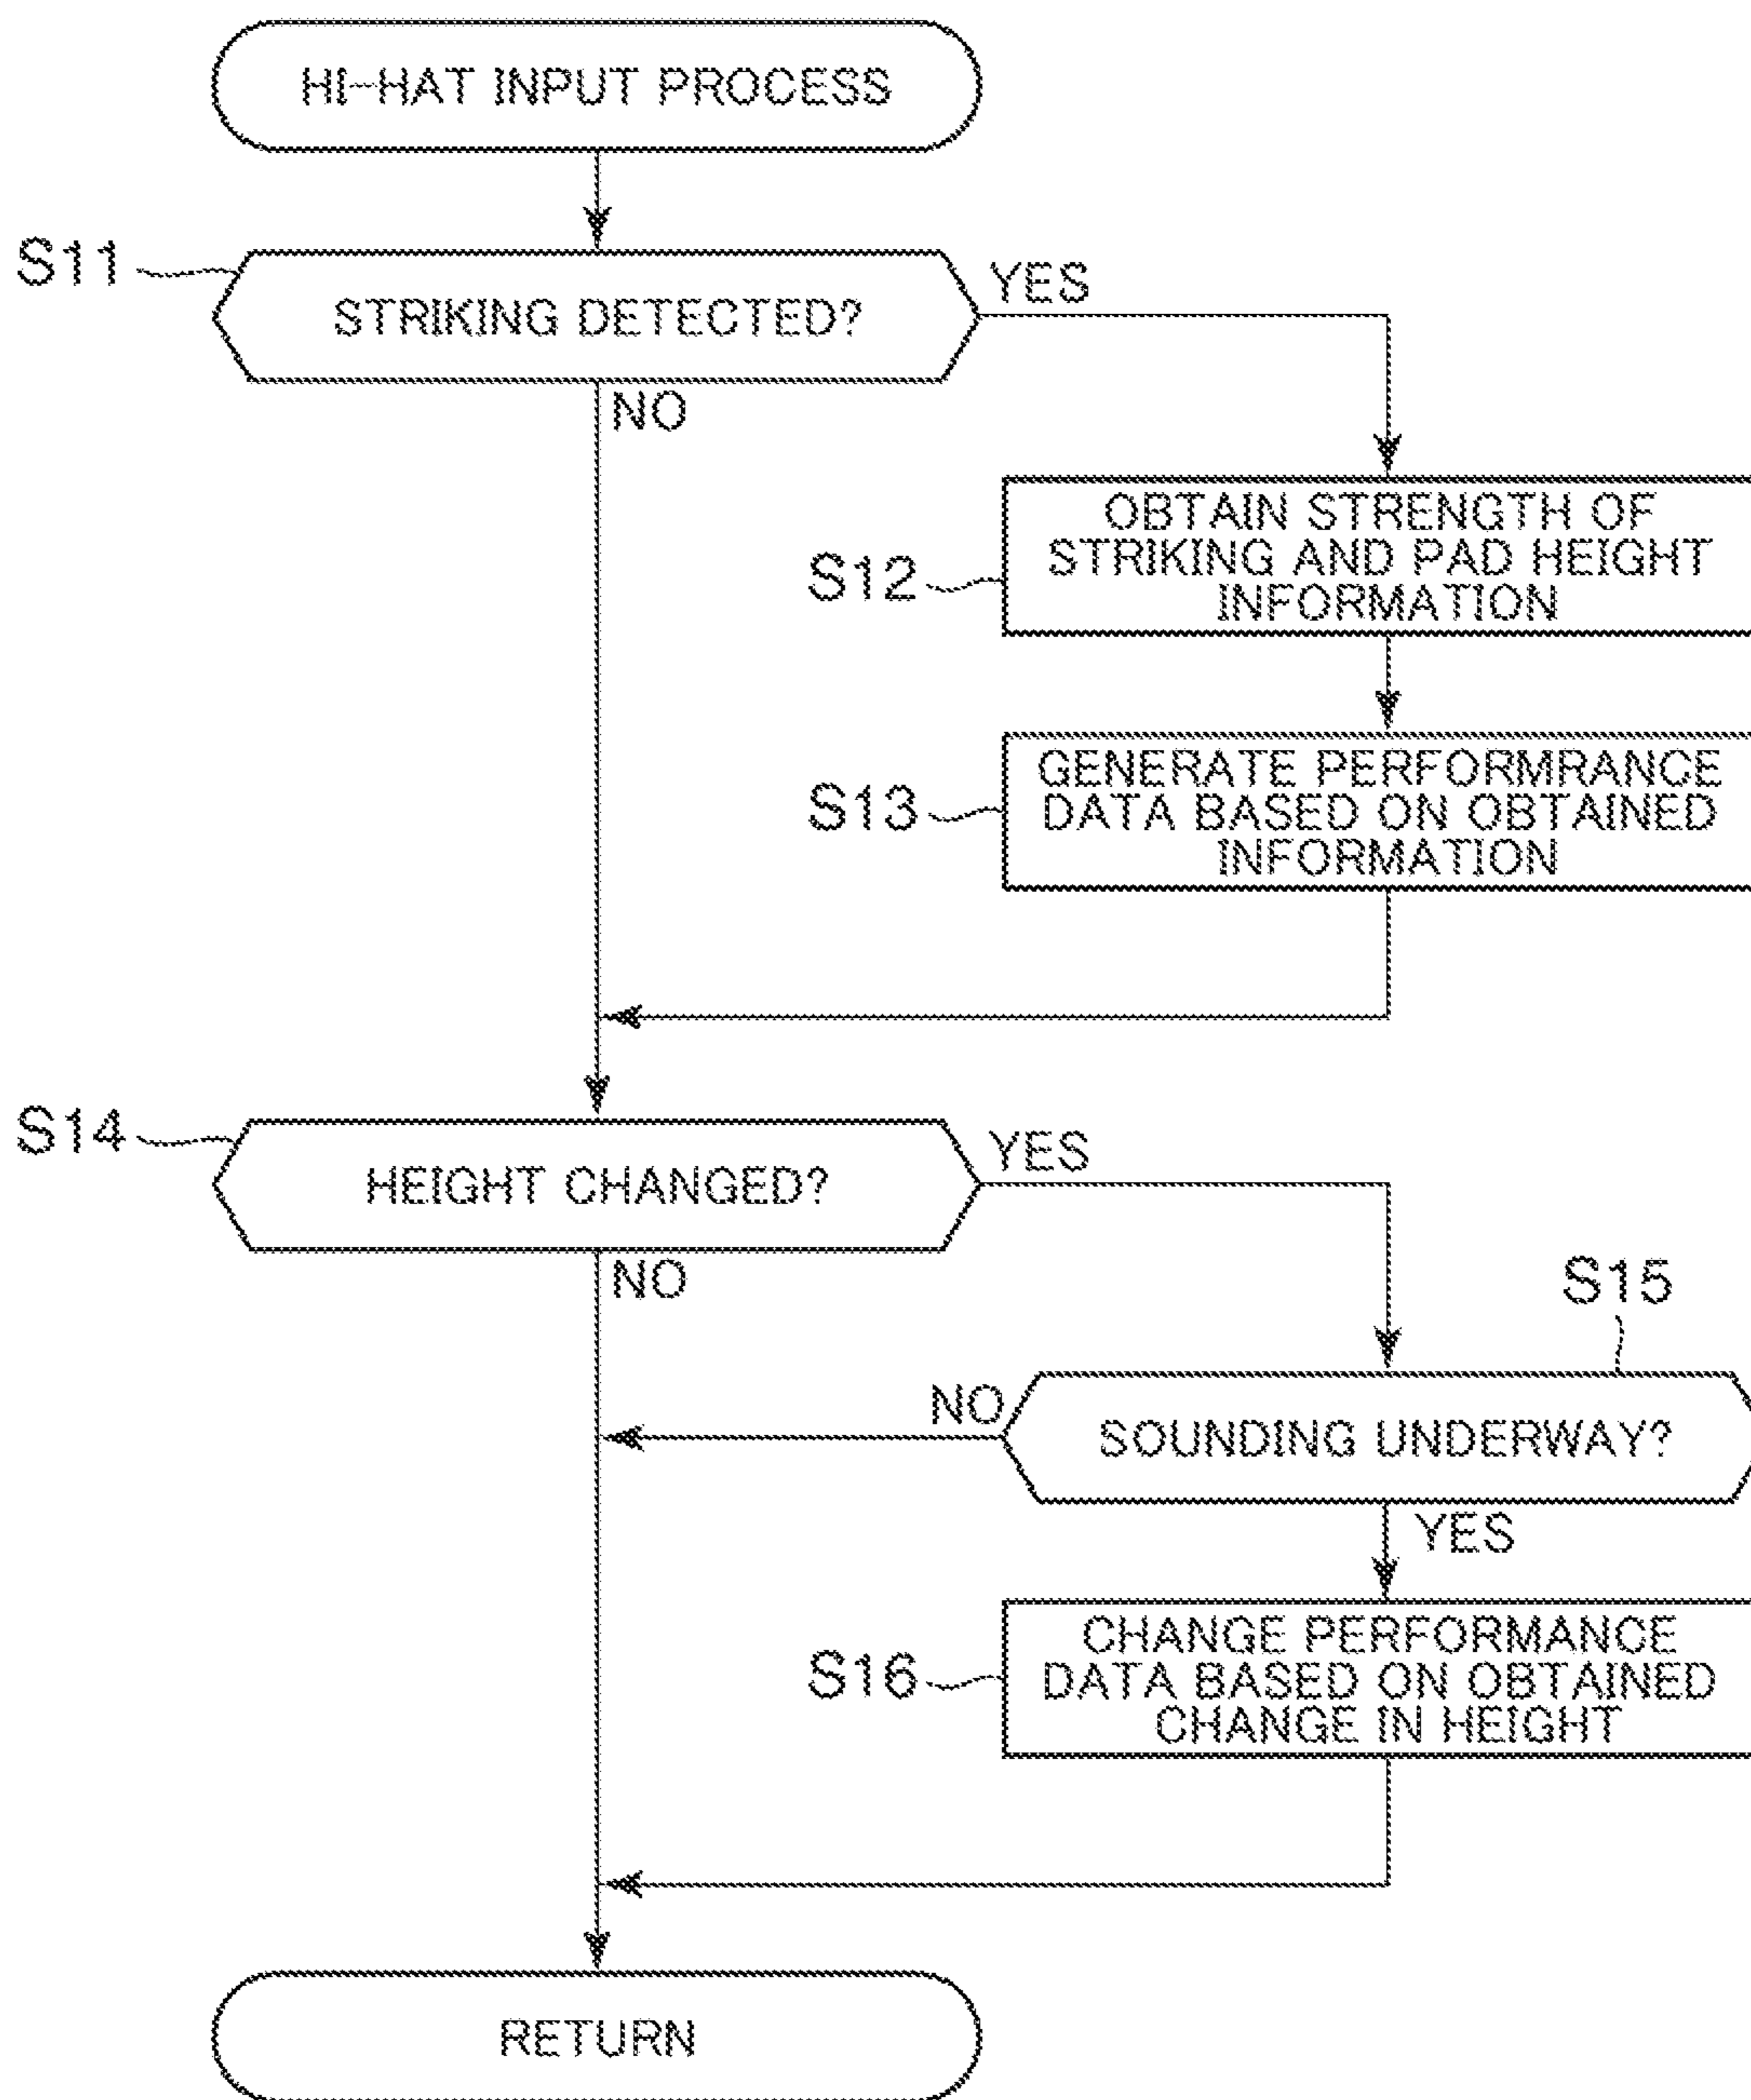 HI-HAT INPUT PROCESS
S11
STRIKING DETECTED?
YES
NO
S12
OBTAIN STRENGTH OF
STRIKING AND PAD HEIGHT
INFORMATION
S13
GENERATE PERFORMRANCE
DATA BASED ON OBTAINED
INFORMATION
S14
HEIGHT CHANGED?
YES
NO
S15
NO
SOUNDING UNDERWAY?
YES
S16
CHANGE PERFORMANCE
DATA BASED ON OBTAINED
CHANGE IN HEIGHT
RETURN